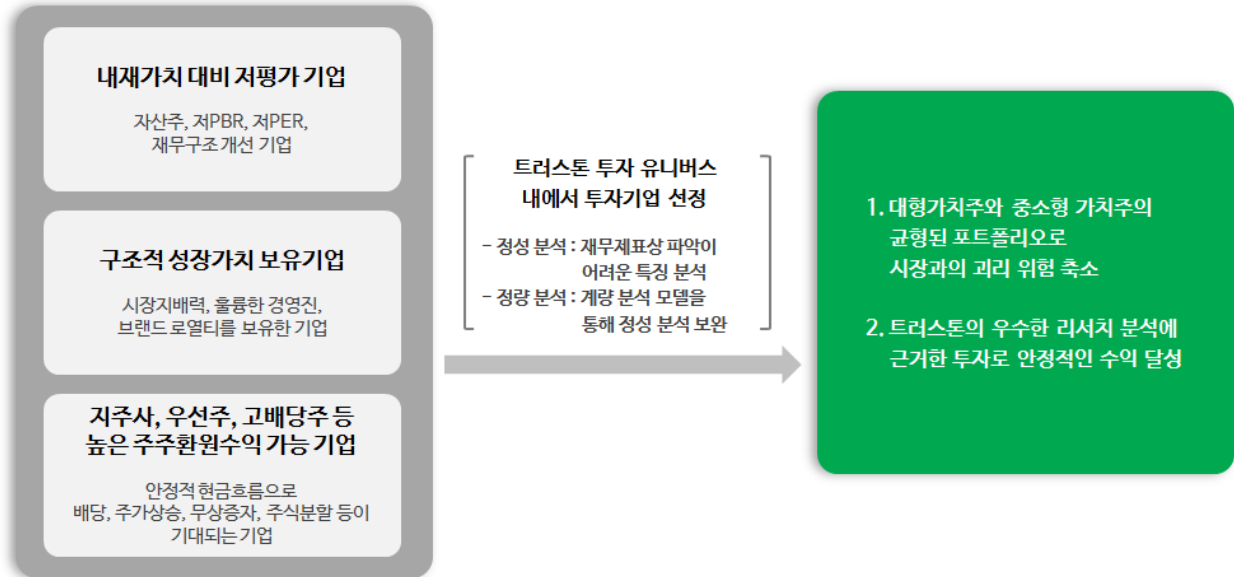 내재가치 대비 저평가 기업
자산주, 저PBR, 저PER,
재무구조 개선 기업
구조적 성장가치 보유기업
시장지배력, 훌륭한 경영진,
브랜드 로열티를 보유한 기업
지주사, 우선주, 고배당주 등
높은 주주환원수익 가능 기업
안정적 현금흐름으로
배당, 주가상승, 무상증자, 주식분할 등이
기대되는 기업
트러스톤 투자 유니버스
내에서 투자기업 선정
- 정성 분석 : 재무제표상 파악이
어려운 특징 분석
- 정량 분석 : 계량 분석 모델을
통해 정성 분석 보완
1. 대형가치주와 중소형 가치주의
균형된 포트폴리오로
시장과의 괴리 위험 축소
2. 트러스톤의 우수한 리서치 분석에
근거한 투자로 안정적인 수익 달성